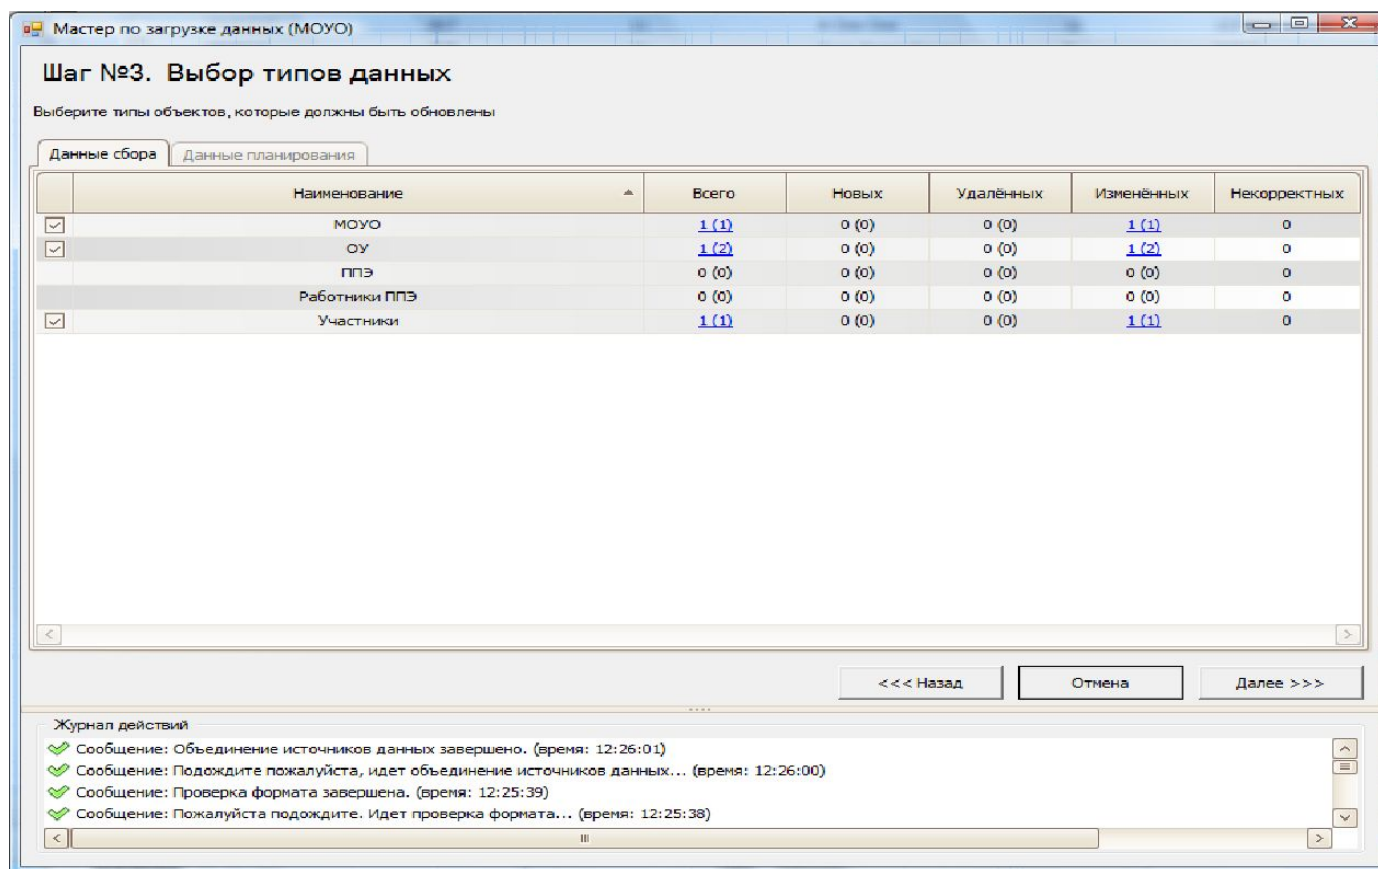 Мастер по загрузке данных (МОУО)
Шаг №3. Выбор типов данных
Выберите типы объектов, которые должны быть обновлены
Данные сбора Данные планирования
Наименование Всего Новых Удалённых Изменённых Некорректных
МОУО 1 (1) 0 (0) 0 (0) 1 (1) 0
ОУ 1 (2) 0 (0) 0 (0) 1 (2) 0
ППЭ 0 (0) 0 (0) 0 (0) 0 (0) 0
Работники ППЭ 0 (0) 0 (0) 0 (0) 0 (0) 0
Участники 1 (1) 0 (0) 0 (0) 1 (1) 0
<<< Назад Отмена Далее >>>
Журнал действий
Сообщение: Объединение источников данных завершено. (время: 12:26:01)
Сообщение: Подождите пожалуйста, идет объединение источников данных... (время: 12:26:00)
Сообщение: Проверка формата завершена. (время: 12:25:39)
Сообщение: Пожалуйста подождите. Идет проверка формата... (время: 12:25:38)